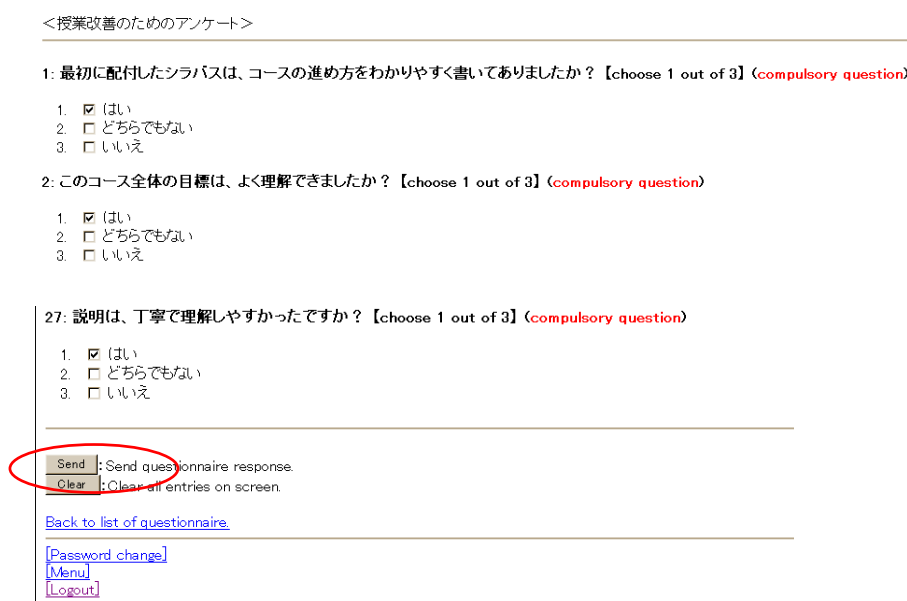 ＜授業改善のためのアンケート＞
1: 最初に配付したシラバスは、コースの進め方をわかりやすく書いてありましたか？【choose 1 out of 3】(compulsory question)
1. はい
2. どちらでもない
3. いいえ
2: このコース全体の目標は、よく理解できましたか？【choose 1 out of 3】(compulsory question)
1. はい
2. どちらでもない
3. いいえ
27: 説明は、丁寧で理解しやすかったですか？【choose 1 out of 3】(compulsory question)
1. はい
2. どちらでもない
3. いいえ
Send :Send questionnaire response.
Clear :Clear all entries on screen.
Back to list of questionnaire.
[Password change]
[Menu]
[Logout]